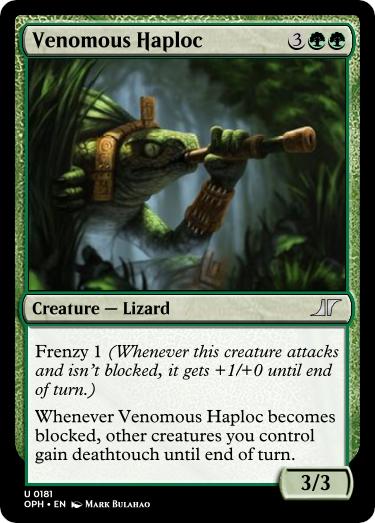 Venomous Haploc 3
Creature — Lizard
Frenzy 1 (Whenever this creature attacks
and isn't blocked, it gets +1/+0 until end
of turn.)
Whenever Venomous Haploc becomes
blocked, other creatures you control
gain deathtouch until end of turn.
3/3
U 0181
OPH • EN Mark Bulahao